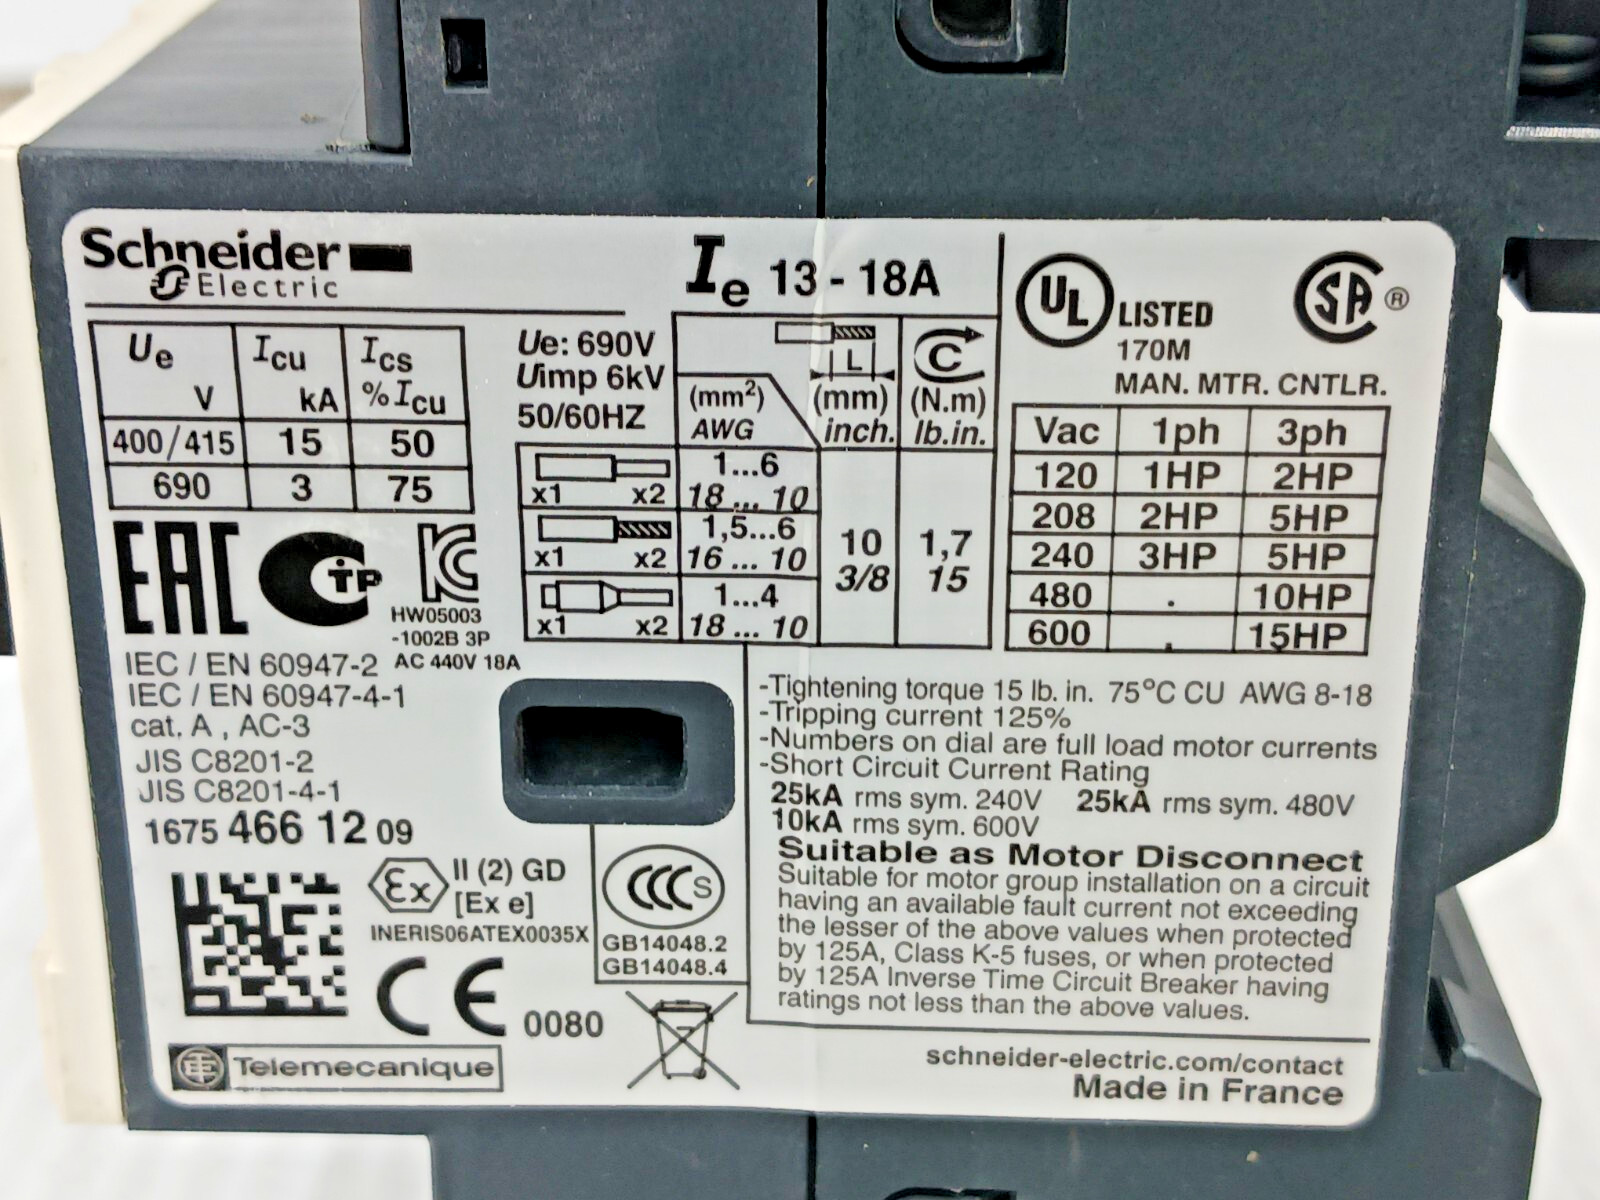 Schneider
Electric
Ue V Icu kA Ics %Icu
400/415 15 50
690 3 75
EAC
HW05003
-1002B 3P
AC 440V 18A
IEC / EN 60947-2
IEC / EN 60947-4-1
cat. A , AC-3
JIS C8201-2
JIS C8201-4-1
1675 466 12 09
Ex II (2) GD
[Ex e]
INERIS06ATEX0035X
CE 0080
Telemecanique
CCC S
GB14048.2
GB14048.4
Ie 13 - 18A
Ue: 690V
Uimp 6kV
50/60HZ
L C
(mm²) (mm) (N.m)
AWG inch. lb.in.
x1 x2 1...6
18 ... 10
x1 x2 1,5...6
16 ... 10
x1 x2 1...4
18 ... 10
10 1,7
3/8 15
UL LISTED
170M
MAN. MTR. CNTLR.
SA ®
Vac 1ph 3ph
120 1HP 2HP
208 2HP 5HP
240 3HP 5HP
480 . 10HP
600 . 15HP
-Tightening torque 15 lb. in. 75°C CU AWG 8-18
-Tripping current 125%
-Numbers on dial are full load motor currents
-Short Circuit Current Rating
25kA rms sym. 240V 25kA rms sym. 480V
10kA rms sym. 600V
Suitable as Motor Disconnect
Suitable for motor group installation on a circuit
having an available fault current not exceeding
the lesser of the above values when protected
by 125A, Class K-5 fuses, or when protected
by 125A Inverse Time Circuit Breaker having
ratings not less than the above values.
schneider-electric.com/contact
Made in France